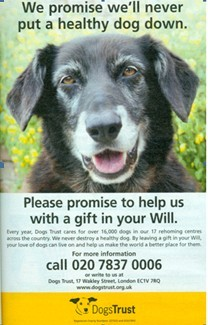 We promise we'll never
put a healthy dog down.
Please promise to help us
with a gift in your Will.
Every year, Dogs Trust cares for over 16,000 dogs in our 17 rehoming centres
across the country. We never destroy a healthy dog. By leaving a gift in your Will,
your love of dogs can live on and help us make the world a better place for them.
For more information
call 020 7837 0006
or write to us at
Dogs Trust, 17 Wakley Street, London EC1V 7RQ
www.dogstrust.org.uk
DogsTrust